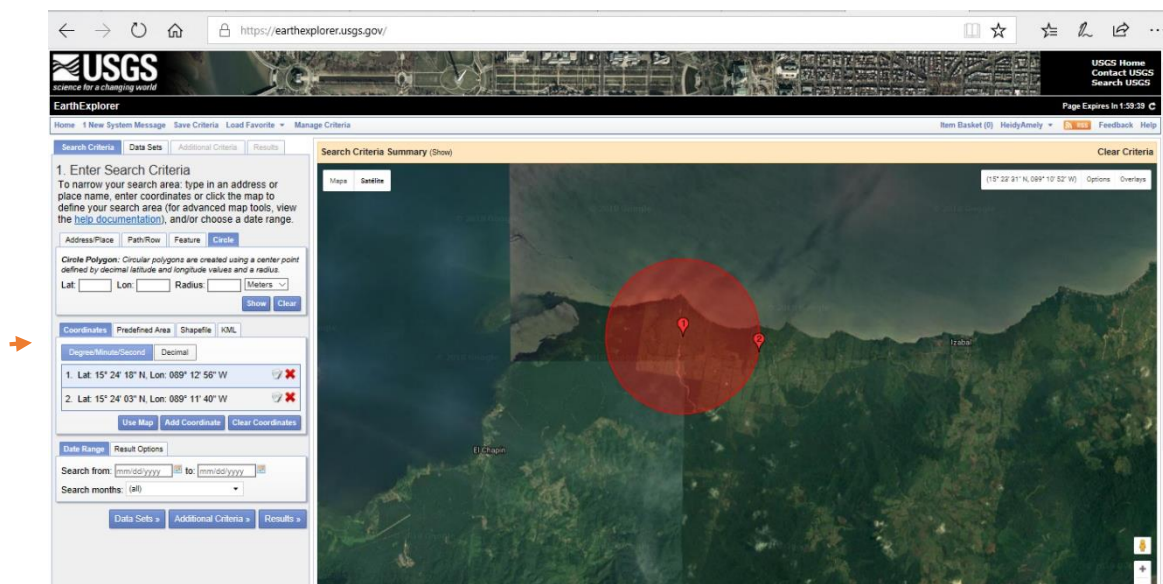 https://earthexplorer.usgs.gov/
USGS
science for a changing world
USGS Home
Contact USGS
Search USGS
EarthExplorer
Page Expires In 1:59:39
Home 1 New System Message Save Criteria Load Favorite Manage Criteria
Item Basket (0) HeidyAmely RSS Feedback Help
Search Criteria Data Sets Additional Criteria Results
Search Criteria Summary (Show)
Clear Criteria
1. Enter Search Criteria
To narrow your search area: type in an address or
place name, enter coordinates or click the map to
define your search area (for advanced map tools, view
the help documentation), and/or choose a date range.
Mapa Satélite
(15° 23' 31" N, 089° 10' 52" W) Options Overlays
Address/Place Path/Row Feature Circle
Circle Polygon: Circular polygons are created using a center point
defined by decimal latitude and longitude values and a radius.
Lat: Lon: Radius: Meters
Show Clear
Coordinates Predefined Area Shapefile KML
Degree/Minute/Second Decimal
1. Lat: 15° 24' 18" N, Lon: 089° 12' 56" W
2. Lat: 15° 24' 03" N, Lon: 089° 11' 40" W
Use Map Add Coordinate Clear Coordinates
Date Range Result Options
Search from: mm/dd/yyyy to: mm/dd/yyyy
Search months: (all)
Data Sets » Additional Criteria » Results »
1
2
Izabal
El Chapin